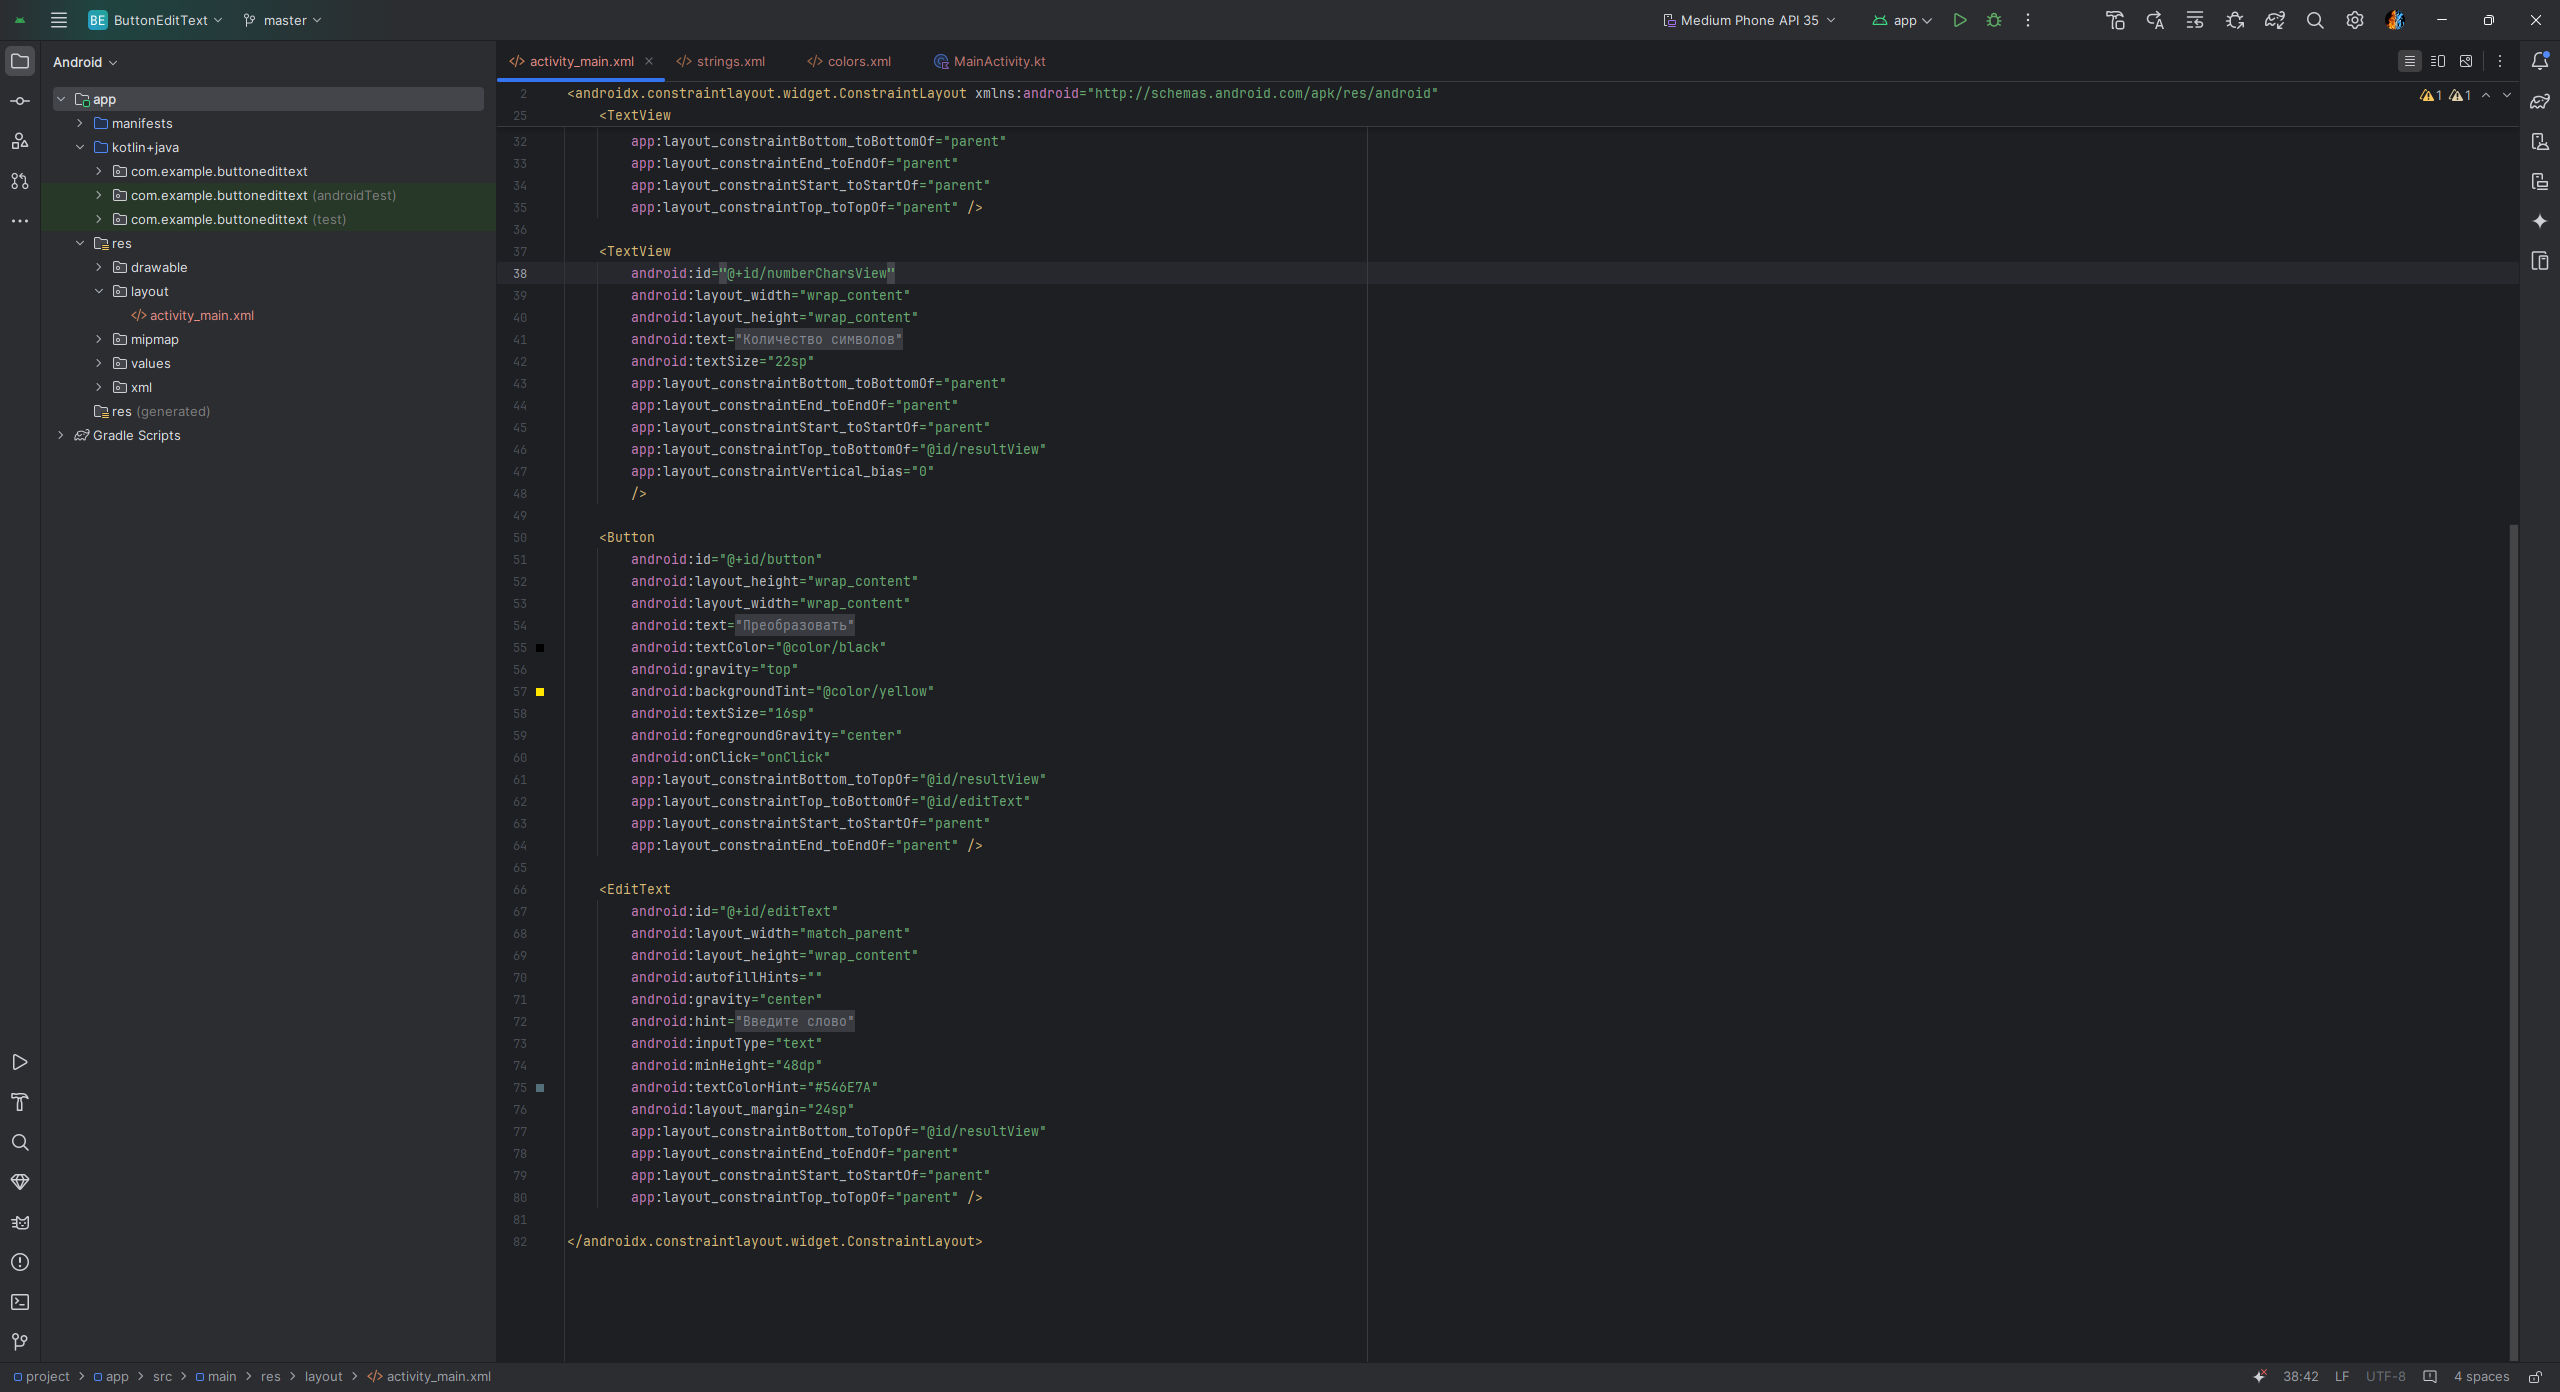 BE ButtonEditText master Medium Phone API 35 app
Android
app
manifests
kotlin+java
com.example.buttonedittext
com.example.buttonedittext (androidTest)
com.example.buttonedittext (test)
res
drawable
layout
activity_main.xml
mipmap
values
xml
res (generated)
Gradle Scripts
activity_main.xml strings.xml colors.xml MainActivity.kt
1 1
2 <androidx.constraintlayout.widget.ConstraintLayout xmlns:android="http://schemas.android.com/apk/res/android"
25 <TextView
32 app:layout_constraintBottom_toBottomOf="parent"
33 app:layout_constraintEnd_toEndOf="parent"
34 app:layout_constraintStart_toStartOf="parent"
35 app:layout_constraintTop_toTopOf="parent" />
36
37 <TextView
38 android:id="@+id/numberCharsView"
39 android:layout_width="wrap_content"
40 android:layout_height="wrap_content"
41 android:text="Количество символов"
42 android:textSize="22sp"
43 app:layout_constraintBottom_toBottomOf="parent"
44 app:layout_constraintEnd_toEndOf="parent"
45 app:layout_constraintStart_toStartOf="parent"
46 app:layout_constraintTop_toBottomOf="@id/resultView"
47 app:layout_constraintVertical_bias="0"
48 />
49
50 <Button
51 android:id="@+id/button"
52 android:layout_height="wrap_content"
53 android:layout_width="wrap_content"
54 android:text="Преобразовать"
55 android:textColor="@color/black"
56 android:gravity="top"
57 android:backgroundTint="@color/yellow"
58 android:textSize="16sp"
59 android:foregroundGravity="center"
60 android:onClick="onClick"
61 app:layout_constraintBottom_toTopOf="@id/resultView"
62 app:layout_constraintTop_toBottomOf="@id/editText"
63 app:layout_constraintStart_toStartOf="parent"
64 app:layout_constraintEnd_toEndOf="parent" />
65
66 <EditText
67 android:id="@+id/editText"
68 android:layout_width="match_parent"
69 android:layout_height="wrap_content"
70 android:autofillHints=""
71 android:gravity="center"
72 android:hint="Введите слово"
73 android:inputType="text"
74 android:minHeight="48dp"
75 android:textColorHint="#546E7A"
76 android:layout_margin="24sp"
77 app:layout_constraintBottom_toTopOf="@id/resultView"
78 app:layout_constraintEnd_toEndOf="parent"
79 app:layout_constraintStart_toStartOf="parent"
80 app:layout_constraintTop_toTopOf="parent" />
81
82 </androidx.constraintlayout.widget.ConstraintLayout>
project > app > src > main > res > layout > activity_main.xml 38:42 LF UTF-8 4 spaces